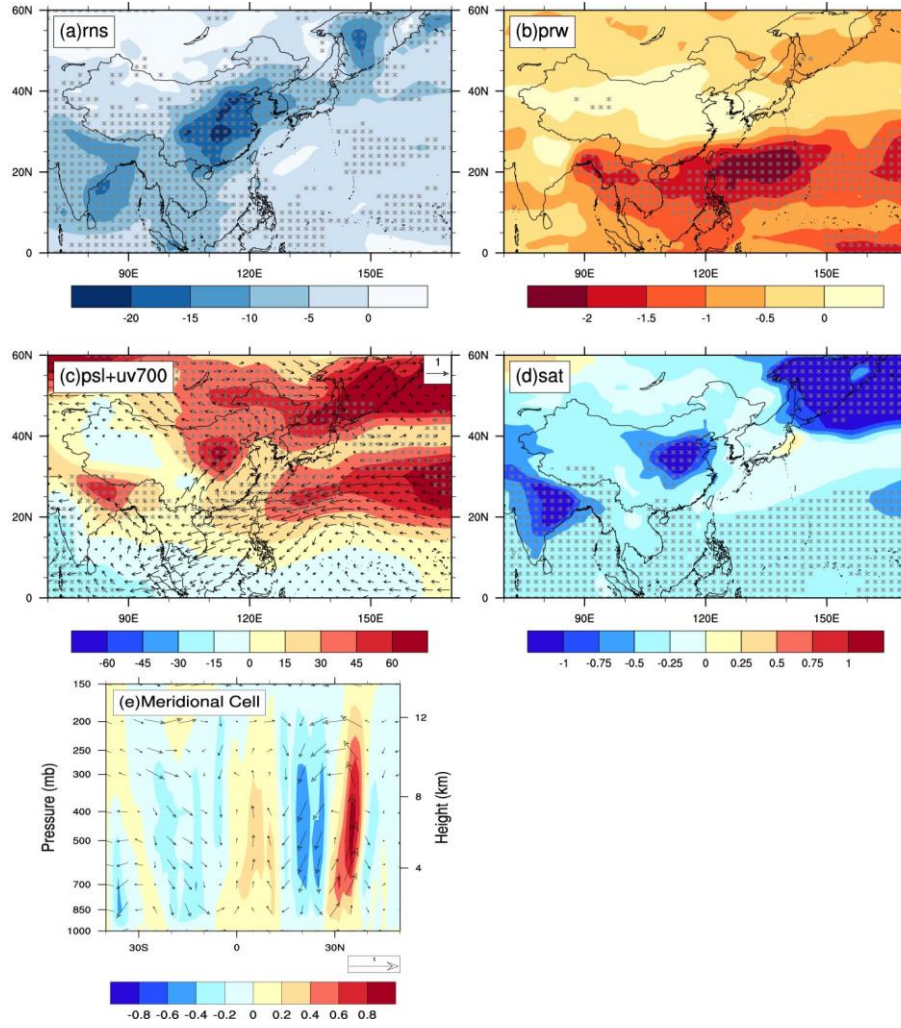 60N
(a)rns
40N
20N
0
90E 120E 150E
-20 -15 -10 -5 0
60N
(b)prw
40N
20N
0
90E 120E 150E
-2 -1.5 -1 -0.5 0
60N
(c)psl+uv700
1
40N
20N
0
90E 120E 150E
-60 -45 -30 -15 0 15 30 45 60
60N
(d)sat
40N
20N
0
90E 120E 150E
-1 -0.75 -0.5 -0.25 0 0.25 0.5 0.75 1
(e)Meridional Cell
Pressure (mb)
150
200
250
300
400
500
700
850
1000
Height (km)
12
8
4
30S 0 30N
1
-0.8 -0.6 -0.4 -0.2 0 0.2 0.4 0.6 0.8